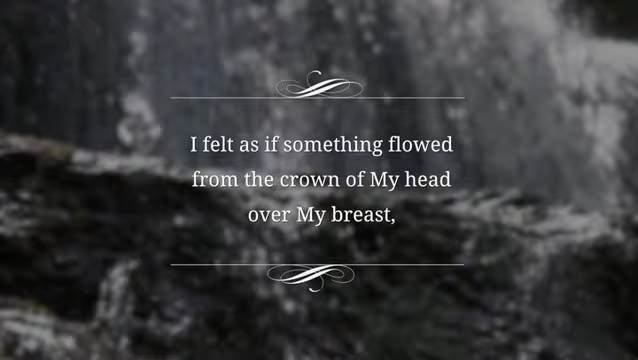 I felt as if something flowed
from the crown of My head
over My breast,